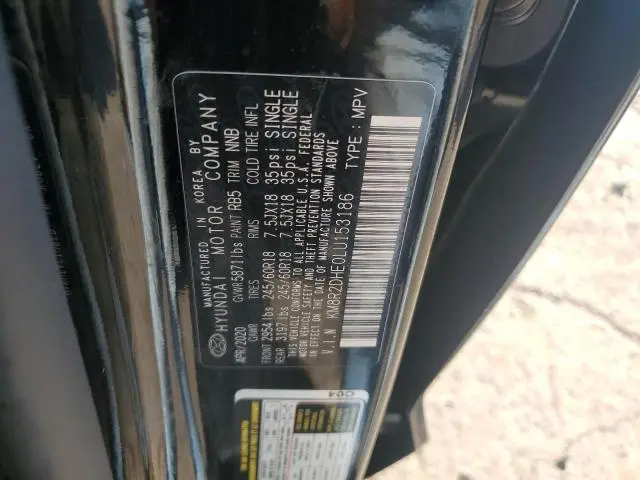 MANUFACTURED IN KOREA BY
HYUNDAI MOTOR COMPANY
APR/2020 GVWR5871lbs PAINT RB5 TRIM NNB
GAWR TIRES RIMS COLD TIRE INFL
FRONT 2954lbs 245/60R18 7.5JX18 35psi SINGLE
REAR 3197lbs 245/60R18 7.5JX18 35psi SINGLE
THIS VEHICLE CONFORMS TO ALL APPLICABLE U.S.A. FEDERAL
MOTOR VEHICLE SAFETY AND THEFT PREVENTION STANDARDS
IN EFFECT ON THE DATE OF MANUFACTURE SHOWN ABOVE
V.I.N KM8R2DHE0LU153186 TYPE : MPV
C04